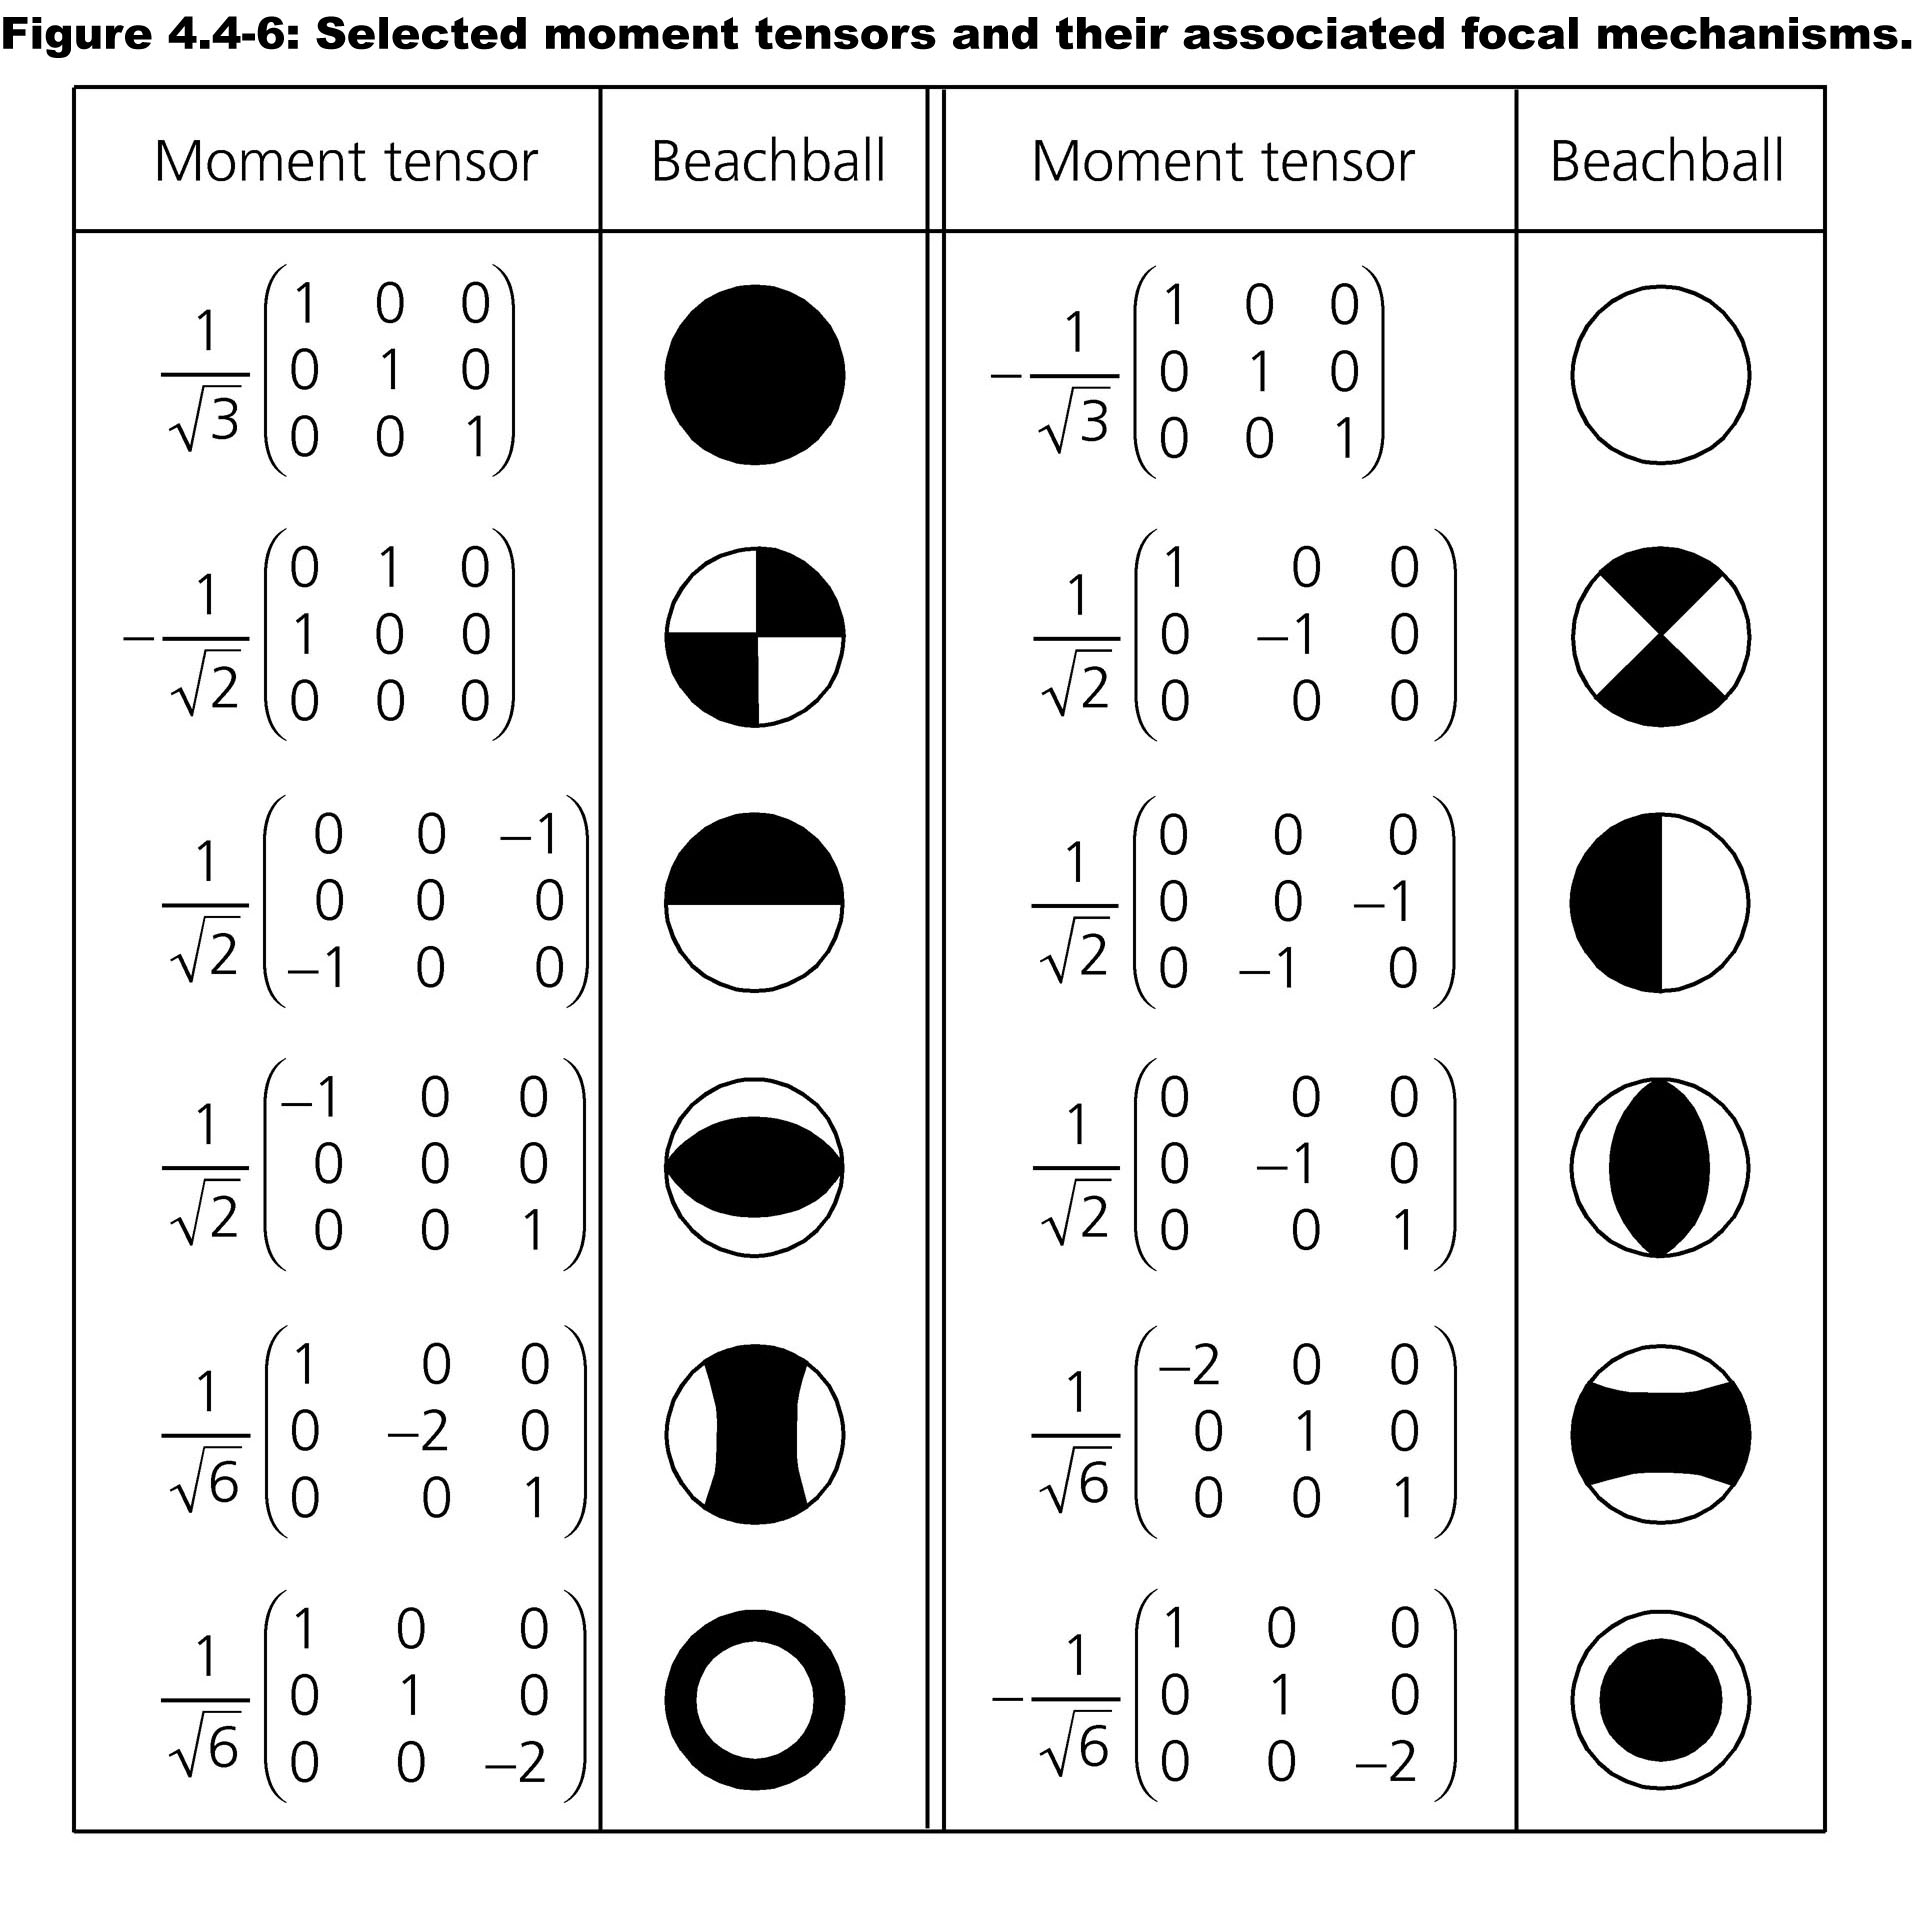 Figure 4.4-6: Selected moment tensors and their associated focal mechanisms.
Moment tensor Beachball Moment tensor Beachball
1 0 0 1 0 0
1 1
0 1 0 − 0 1 0
√3 √3
0 0 1 0 0 1
0 1 0 1 0 0
1 1
− 1 0 0 0 −1 0
√2 √2
0 0 0 0 0 0
0 0 −1 0 0 0
1 1
0 0 0 0 0 −1
√2 √2
−1 0 0 0 −1 0
−1 0 0 0 0 0
1 1
0 0 0 0 −1 0
√2 √2
0 0 1 0 0 1
1 0 0 −2 0 0
1 1
0 −2 0 0 1 0
√6 √6
0 0 1 0 0 1
1 0 0 1 0 0
1 1
0 1 0 − 0 1 0
√6 √6
0 0 −2 0 0 −2